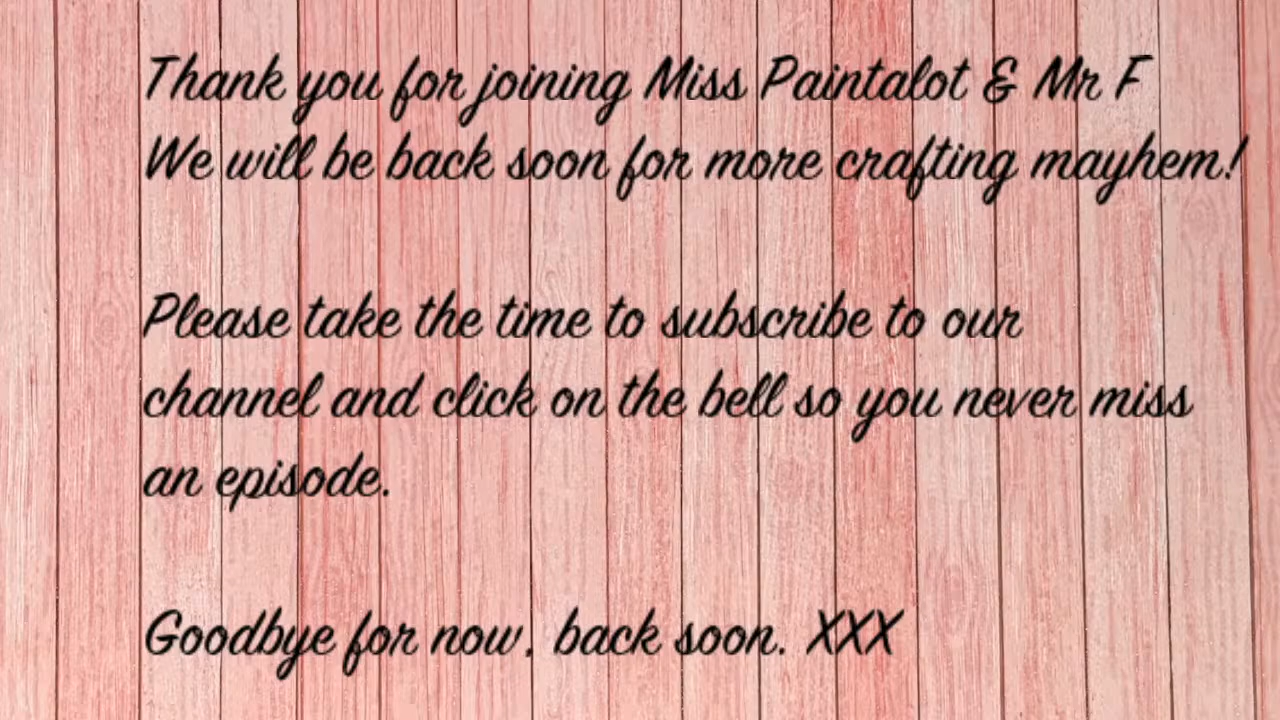 Thank you for joining Miss Paintalot & Mr F
We will be back soon for more crafting mayhem!
Please take the time to subscribe to our
channel and click on the bell so you never miss
an episode.
Goodbye for now, back soon. XXX